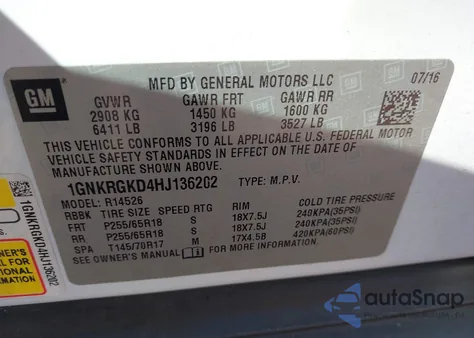 GM
MFD BY GENERAL MOTORS LLC 07/16
GVWR GAWR FRT GAWR RR
2908 KG 1450 KG 1600 KG
6411 LB 3196 LB 3527 LB
THIS VEHICLE CONFORMS TO ALL APPLICABLE U.S. FEDERAL MOTOR
VEHICLE SAFETY STANDARDS IN EFFECT ON THE DATE OF
MANUFACTURE SHOWN ABOVE.
1GNKRGKD4HJ136202 TYPE: M.P.V.
MODEL: R14526
RBBK TIRE SIZE SPEED RTG RIM COLD TIRE PRESSURE
FRT P255/65R18 S 18X7.5J 240KPA(35PSI)
RR P255/65R18 S 18X7.5J 240KPA(35PSI)
SPA T145/70R17 M 17X4.5B 420KPA(60PSI)
SEE OWNER'S MANUAL FOR ADDITIONAL INFORMATION
1GNKRGKD4HJ136202
INFORMATION
autoSnap